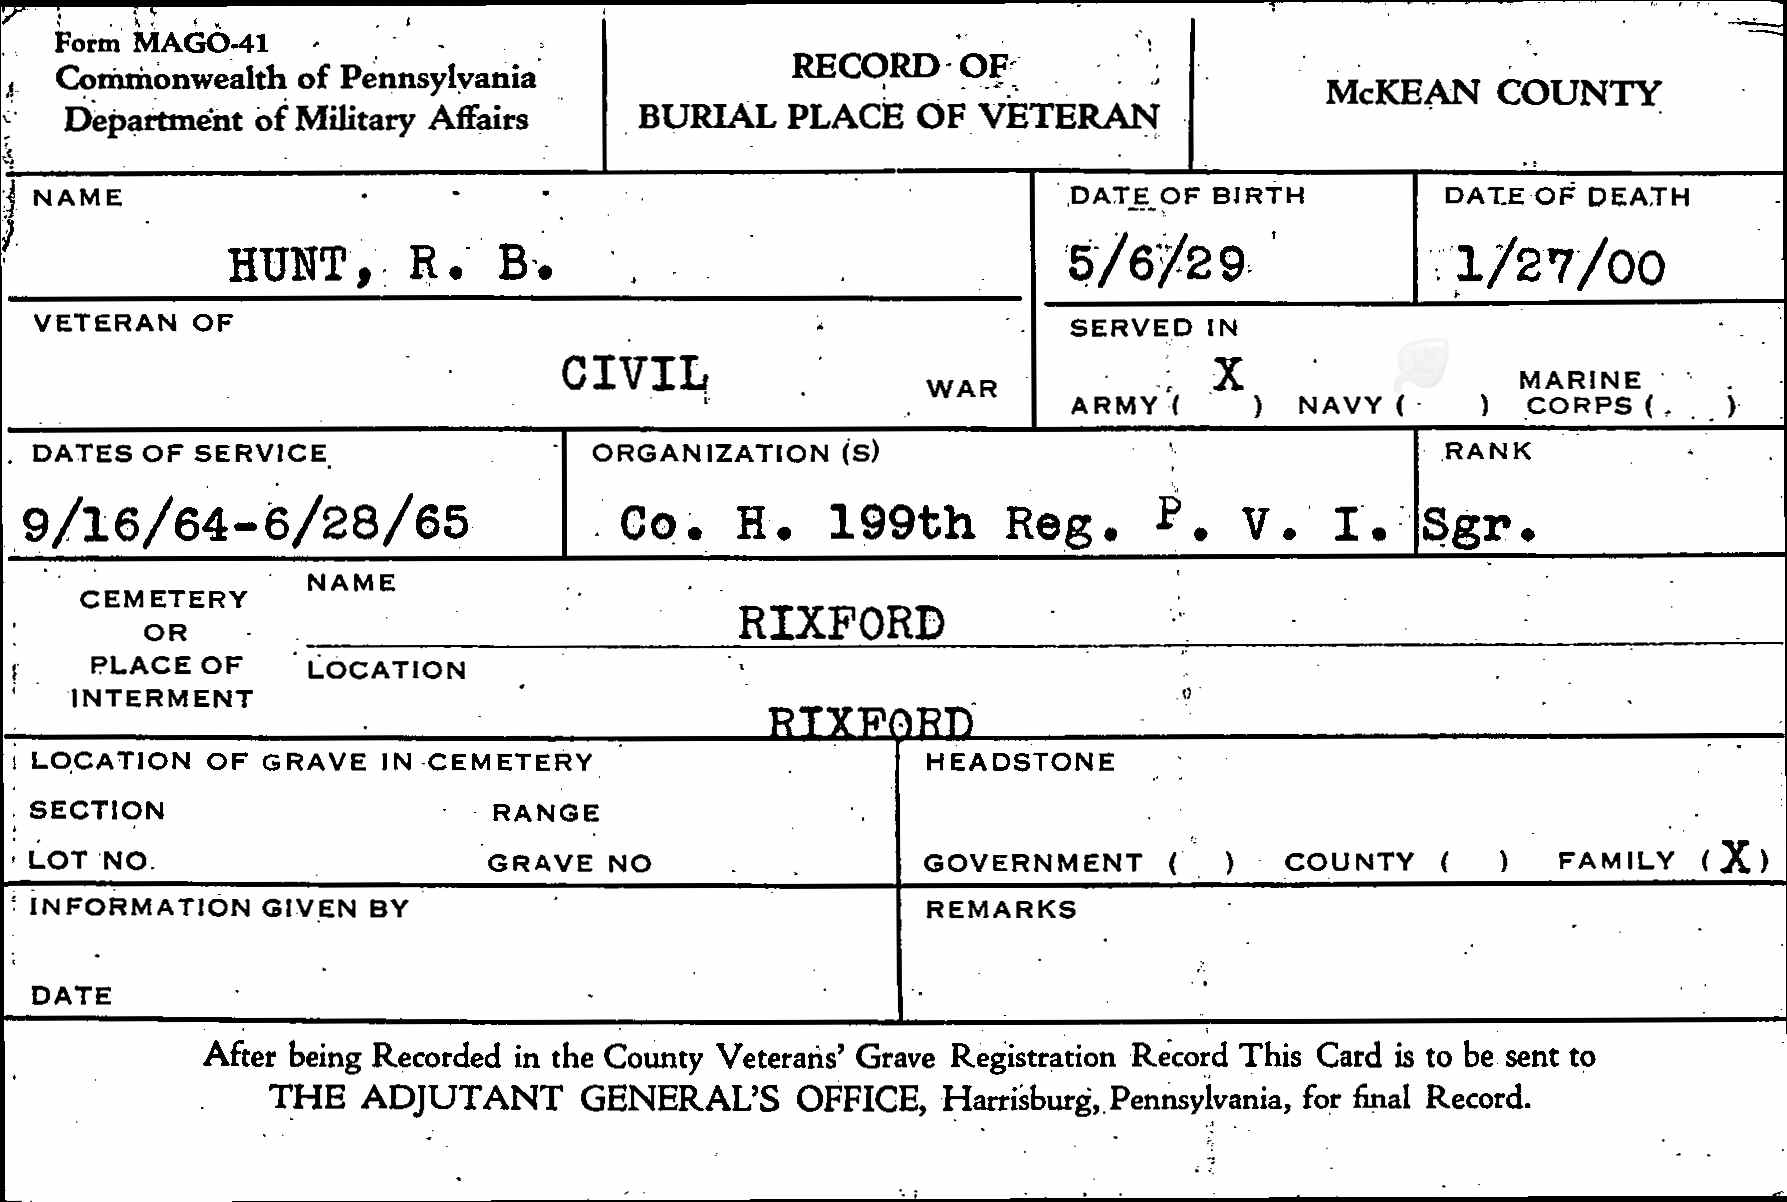 Form MAGO-41
Commonwealth of Pennsylvania
Department of Military Affairs
RECORD OF
BURIAL PLACE OF VETERAN
McKEAN COUNTY
NAME
HUNT, R. B.
DATE OF BIRTH
5/6/29
DATE OF DEATH
1/27/00
VETERAN OF
CIVIL WAR
SERVED IN
ARMY ( X ) NAVY ( ) MARINE CORPS ( )
DATES OF SERVICE
9/16/64-6/28/65
ORGANIZATION (S)
Co. H. 199th Reg. P. V. I.
RANK
Sgr.
CEMETERY
OR
PLACE OF
INTERMENT
NAME
RIXFORD
LOCATION
RIXFORD
LOCATION OF GRAVE IN CEMETERY
SECTION RANGE
LOT NO. GRAVE NO
HEADSTONE
GOVERNMENT ( ) COUNTY ( ) FAMILY (X)
INFORMATION GIVEN BY
DATE
REMARKS
After being Recorded in the County Veterans' Grave Registration Record This Card is to be sent to
THE ADJUTANT GENERAL'S OFFICE, Harrisburg, Pennsylvania, for final Record.